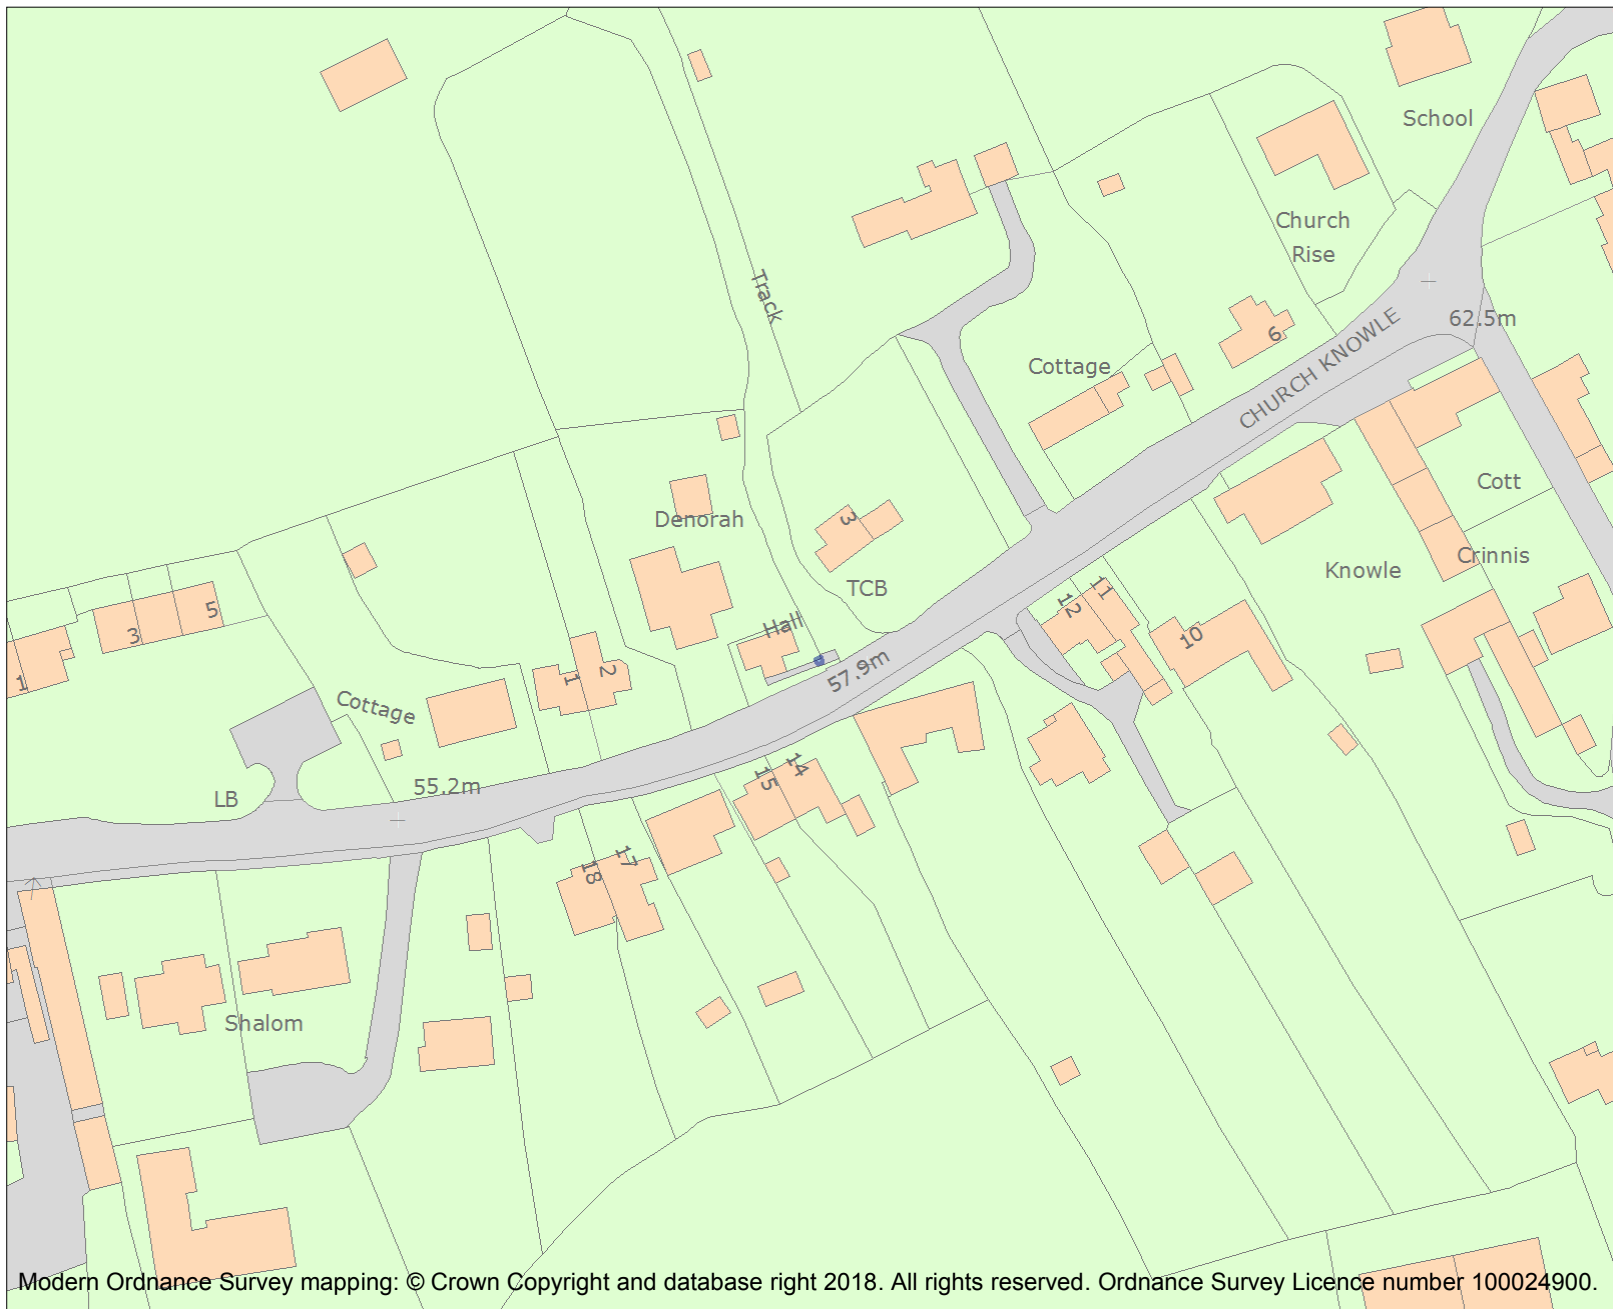 School
Church
Rise
Track
62.5m
CHURCH KNOWLE
6
Cottage
Cott
Denorah
3
Crinnis
Knowle
TCB
5
3
Hall
11
12
10
1
57.9m
1
2
Cottage
14
15
55.2m
LB
17
18
Shalom
Modern Ordnance Survey mapping: © Crown Copyright and database right 2018. All rights reserved. Ordnance Survey Licence number 100024900.